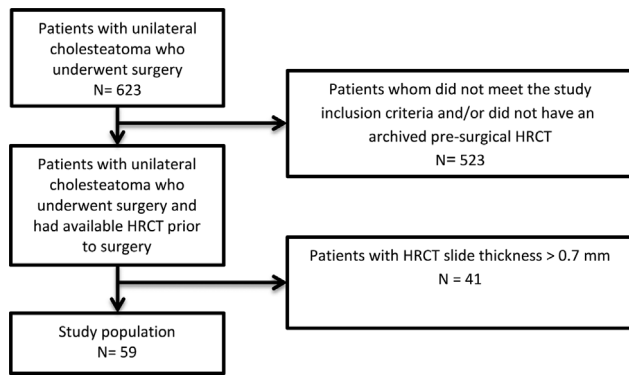 Patients with unilateral
cholesteatoma who
underwent surgery
N= 623
Patients whom did not meet the study
inclusion criteria and/or did not have an
archived pre-surgical HRCT
N= 523
Patients with unilateral
cholesteatoma who
underwent surgery and
had available HRCT prior
to surgery
Patients with HRCT slide thickness > 0.7 mm
N = 41
Study population
N= 59